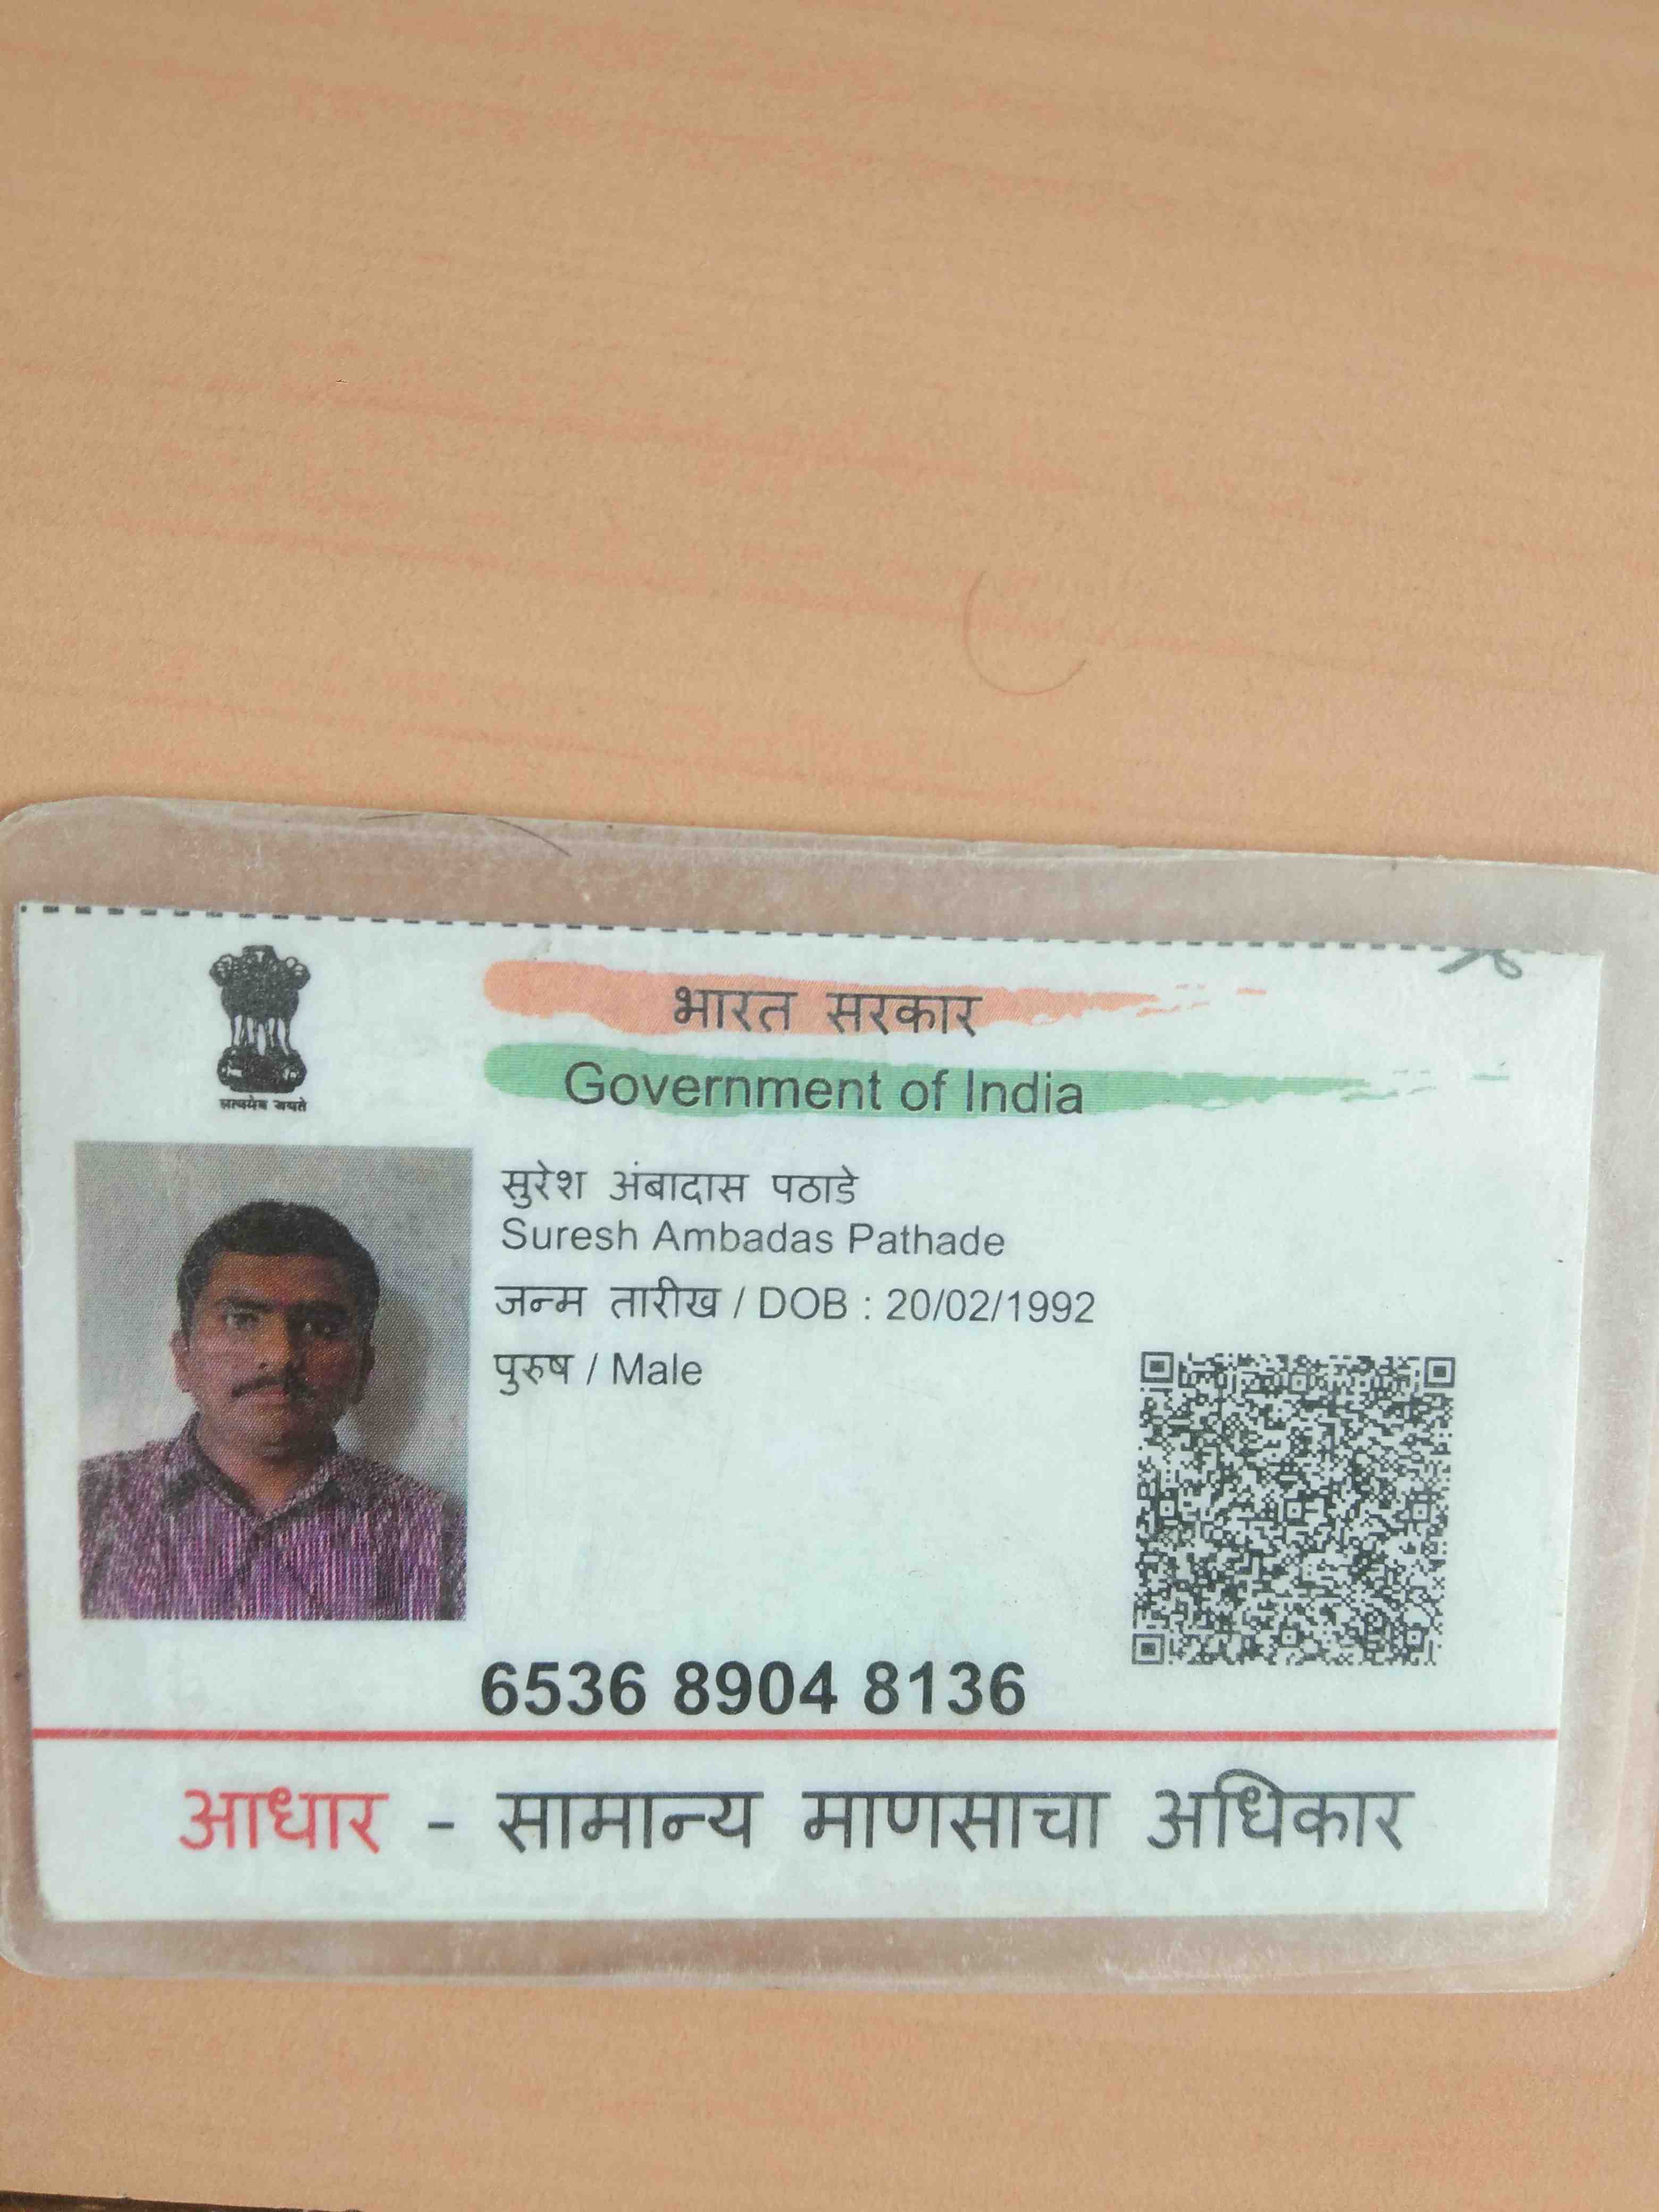 भारत सरकार
Government of India
सत्यमेव जयते
सुरेश अंबादास पठाडे
Suresh Ambadas Pathade
जन्म तारीख / DOB : 20/02/1992
पुरुष / Male
6536 8904 8136
आधार - सामान्य माणसाचा अधिकार